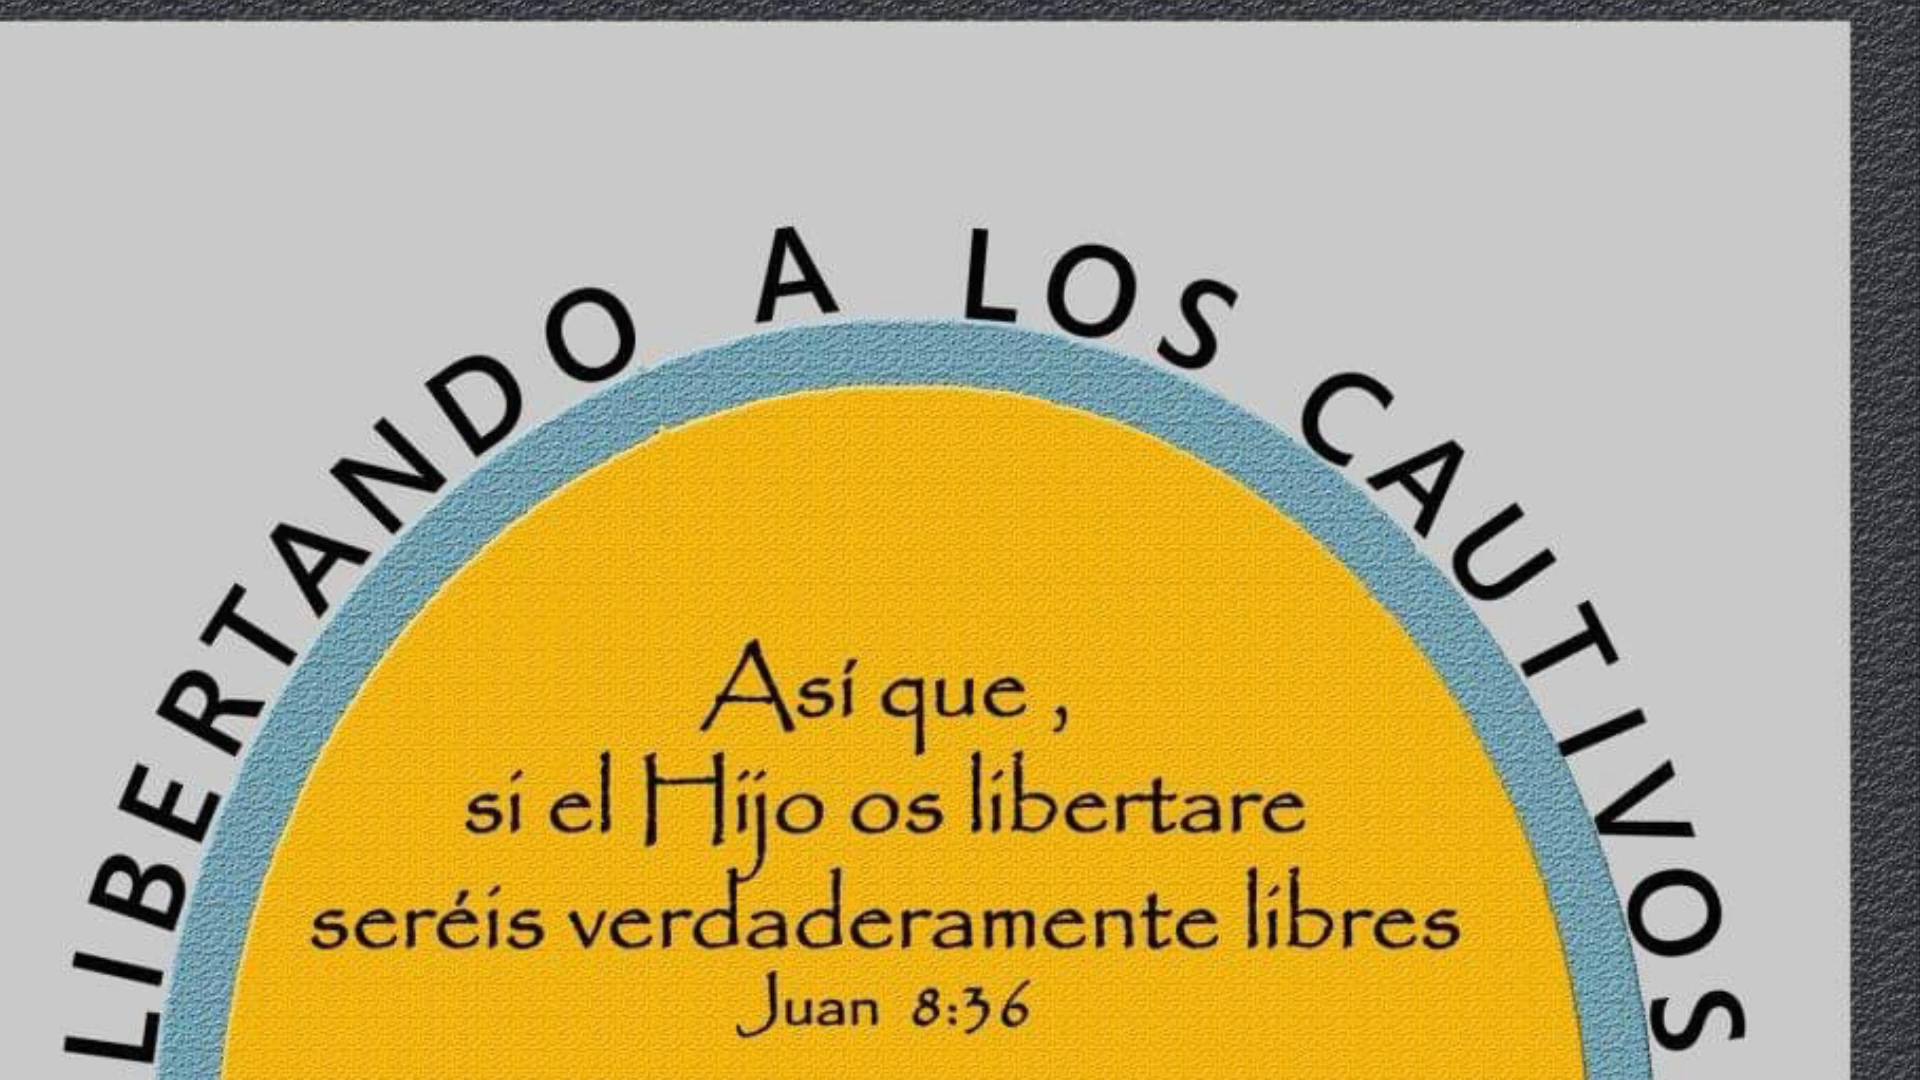 LIBERTANDO A LOS CAUTIVOS
Así que ,
si el Hijo os libertare
seréis verdaderamente libres
Juan 8:36